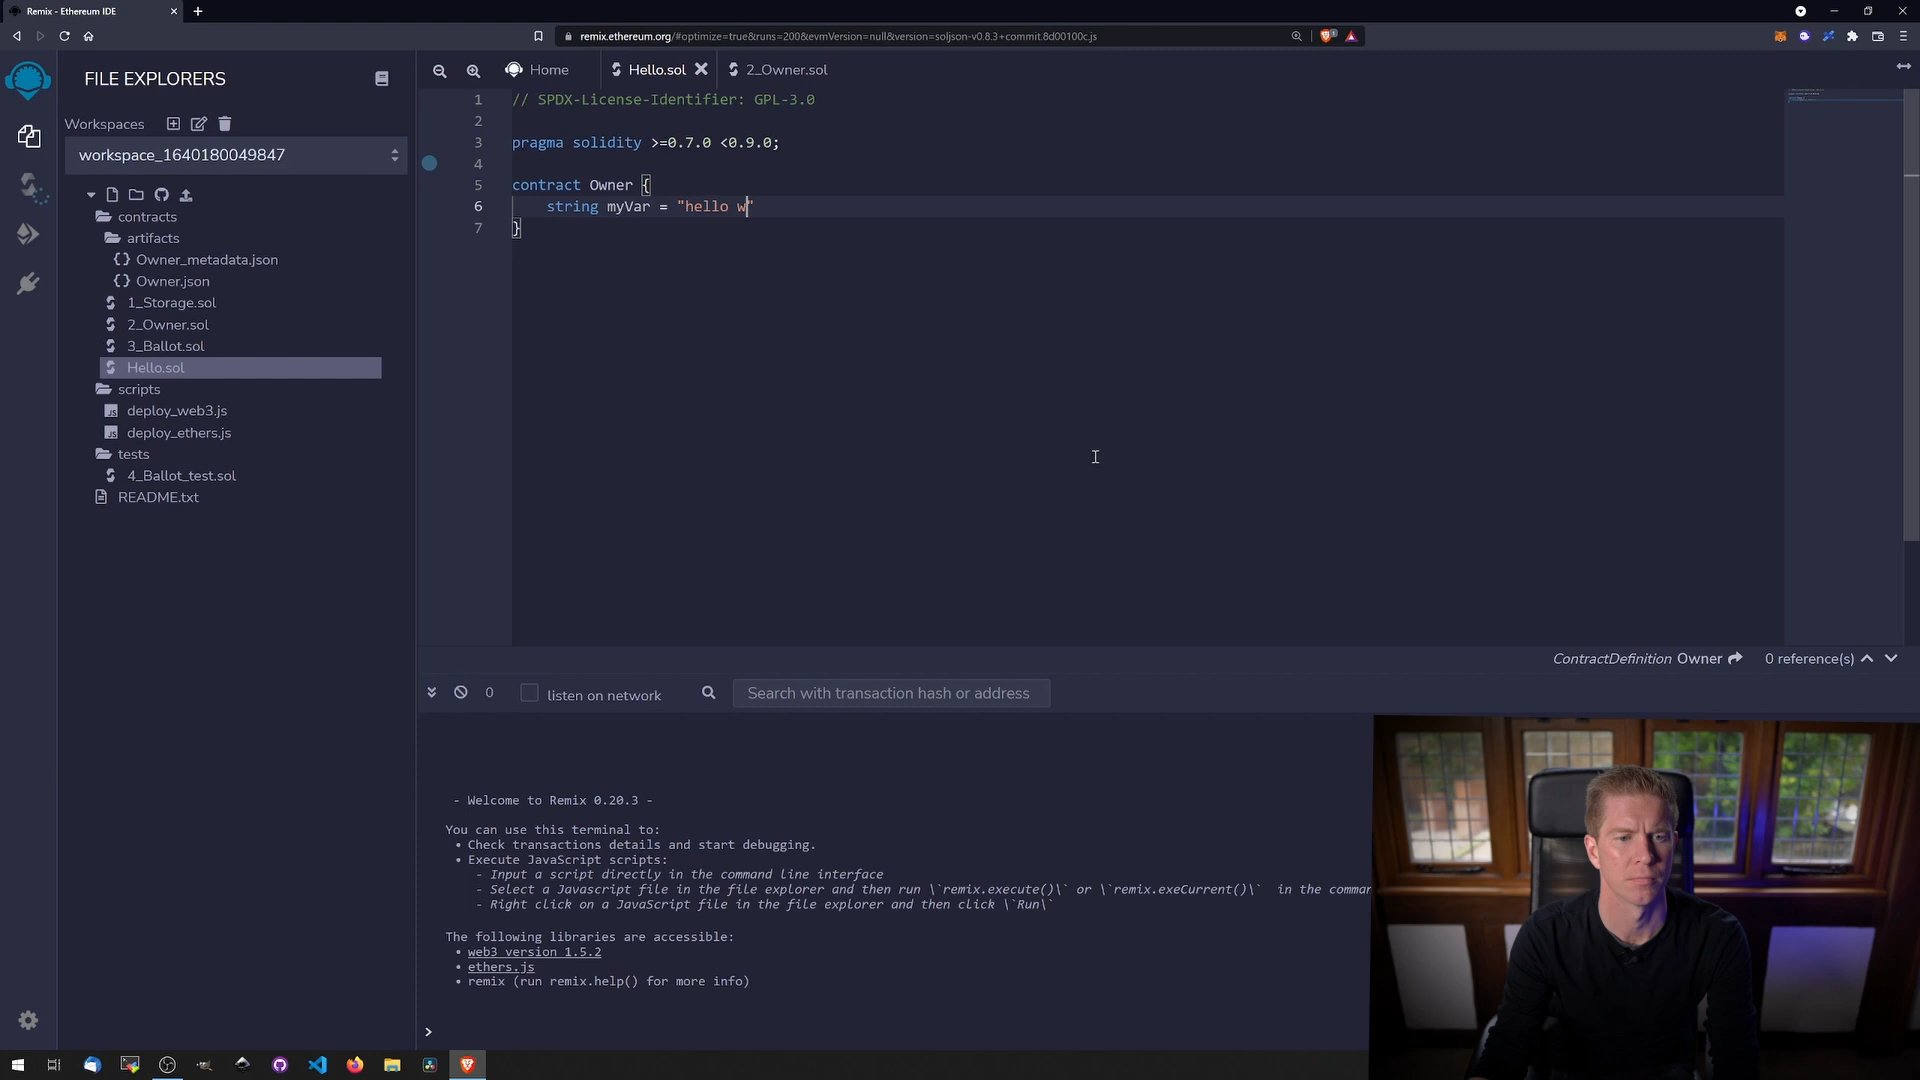 Remix - Ethereum IDE
remix.ethereum.org/#optimize=true&runs=200&evmVersion=null&version=soljson-v0.8.3+commit.8d00100c.js
FILE EXPLORERS
Workspaces
workspace_1640180049847
contracts
artifacts
Owner_metadata.json
Owner.json
1_Storage.sol
2_Owner.sol
3_Ballot.sol
Hello.sol
scripts
JS deploy_web3.js
JS deploy_ethers.js
tests
4_Ballot_test.sol
README.txt
Home
Hello.sol
2_Owner.sol
1 // SPDX-License-Identifier: GPL-3.0
2
3 pragma solidity >=0.7.0 <0.9.0;
4
5 contract Owner {
6 string myVar = "hello w"
7 }
ContractDefinition Owner 0 reference(s)
0 listen on network Search with transaction hash or address
- Welcome to Remix 0.20.3 -
You can use this terminal to:
• Check transactions details and start debugging.
• Execute JavaScript scripts:
- Input a script directly in the command line interface
- Select a Javascript file in the file explorer and then run \`remix.execute()\` or \`remix.exeCurrent()\` in the comman
- Right click on a JavaScript file in the file explorer and then click \`Run\`
The following libraries are accessible:
• web3 version 1.5.2
• ethers.js
• remix (run remix.help() for more info)
>